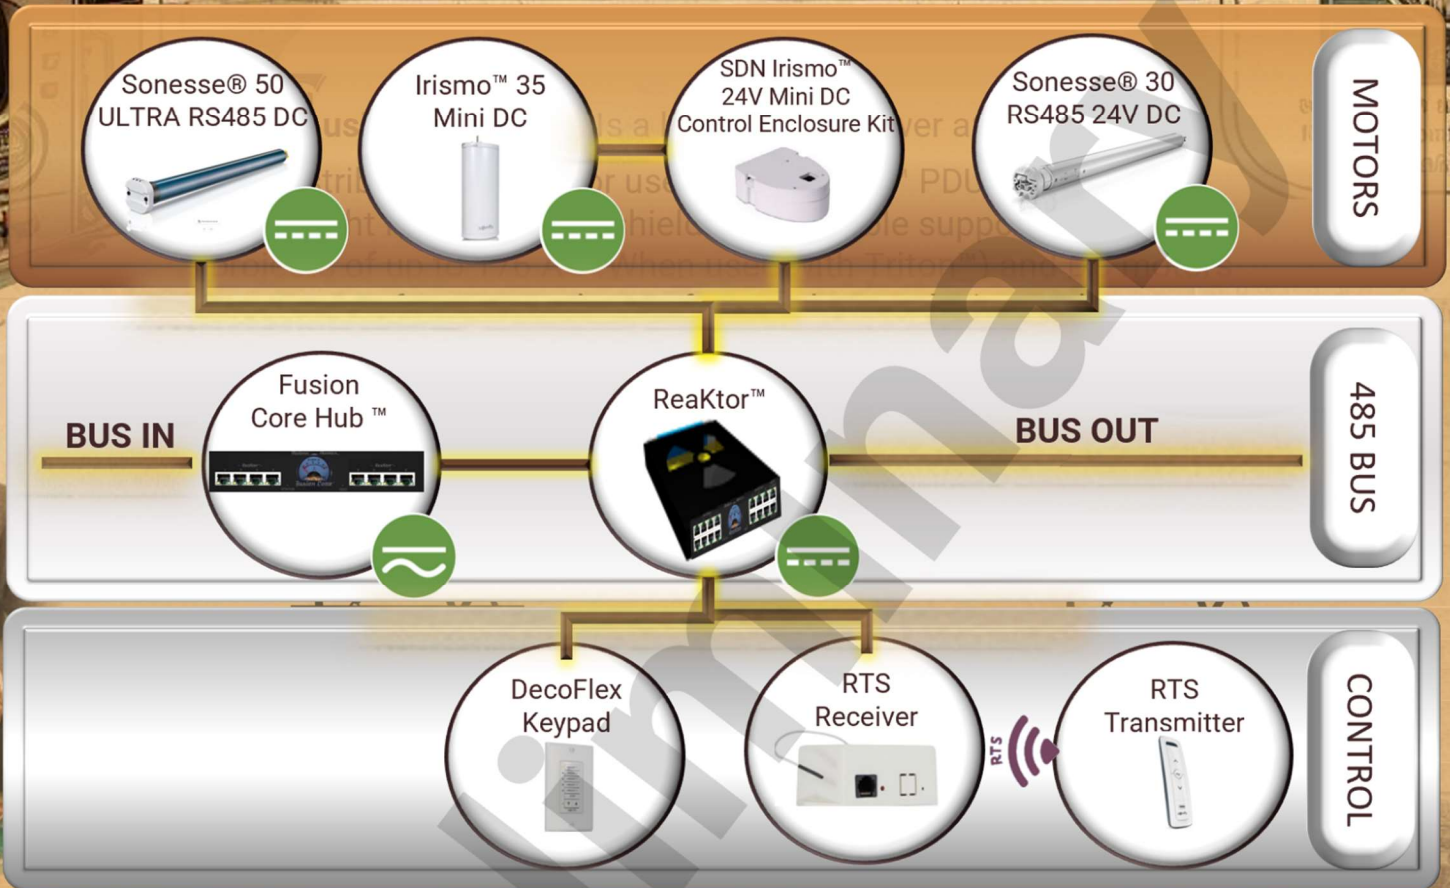 Sonesse® 50
ULTRA RS485 DC
Irismo™ 35
Mini DC
SDN Irismo™
24V Mini DC
Control Enclosure Kit
Sonesse® 30
RS485 24V DC
MOTORS
BUS IN
Fusion
Core Hub ™
ReaKtor™
BUS OUT
485 BUS
DecoFlex
Keypad
RTS
Receiver
RTS
RTS
Transmitter
CONTROL